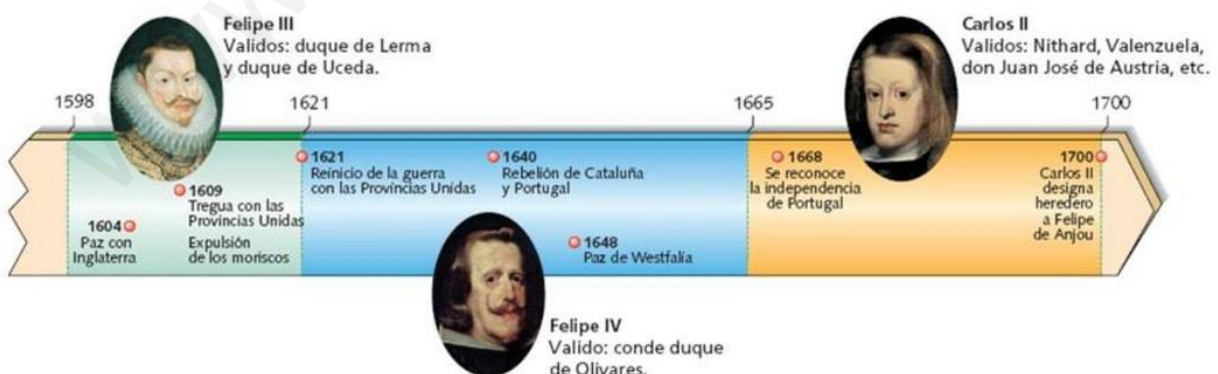 Felipe III
Validos: duque de Lerma
y duque de Uceda.
Carlos II
Validos: Nithard, Valenzuela,
don Juan José de Austria, etc.
1598
1621
1665
1700
1604
Paz con
Inglaterra
1609
Tregua con las
Provincias Unidas
Expulsión
de los moriscos
1621
Reinicio de la guerra
con las Provincias Unidas
1640
Rebelión de Cataluña
y Portugal
1648
Paz de Westfalia
1668
Se reconoce
la independencia
de Portugal
1700
Carlos II
designa
heredero
a Felipe
de Anjou
Felipe IV
Valido: conde duque
de Olivares.